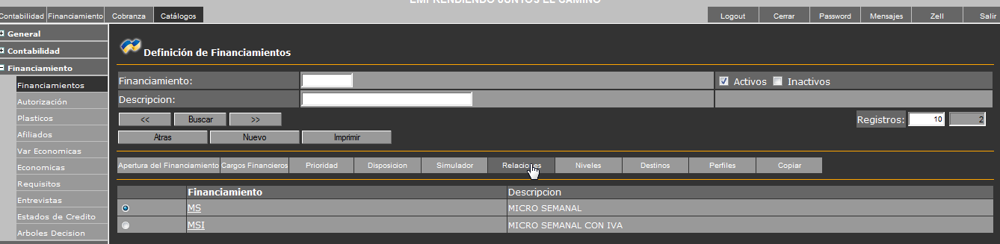 EMPRENDIENDO JUNTOS EL CAMINO
Contabilidad Financiamiento Cobranza Catálogos Logout Cerrar Password Mensajes Zell Salir
General
Contabilidad
Financiamiento
Financiamientos
Autorización
Plasticos
Afiliados
Var Economicas
Economicas
Requisitos
Entrevistas
Estados de Credito
Arboles Decision
Definición de Financiamientos
Financiamiento: Activos Inactivos
Descripcion:
<< Buscar >> Registros: 10 2
Atras Nuevo Imprimir
Apertura del Financiamiento Cargos Financieros Prioridad Disposicion Simulador Relaciones Niveles Destinos Perfiles Copiar
Financiamiento Descripcion
MS MICRO SEMANAL
MSI MICRO SEMANAL CON IVA